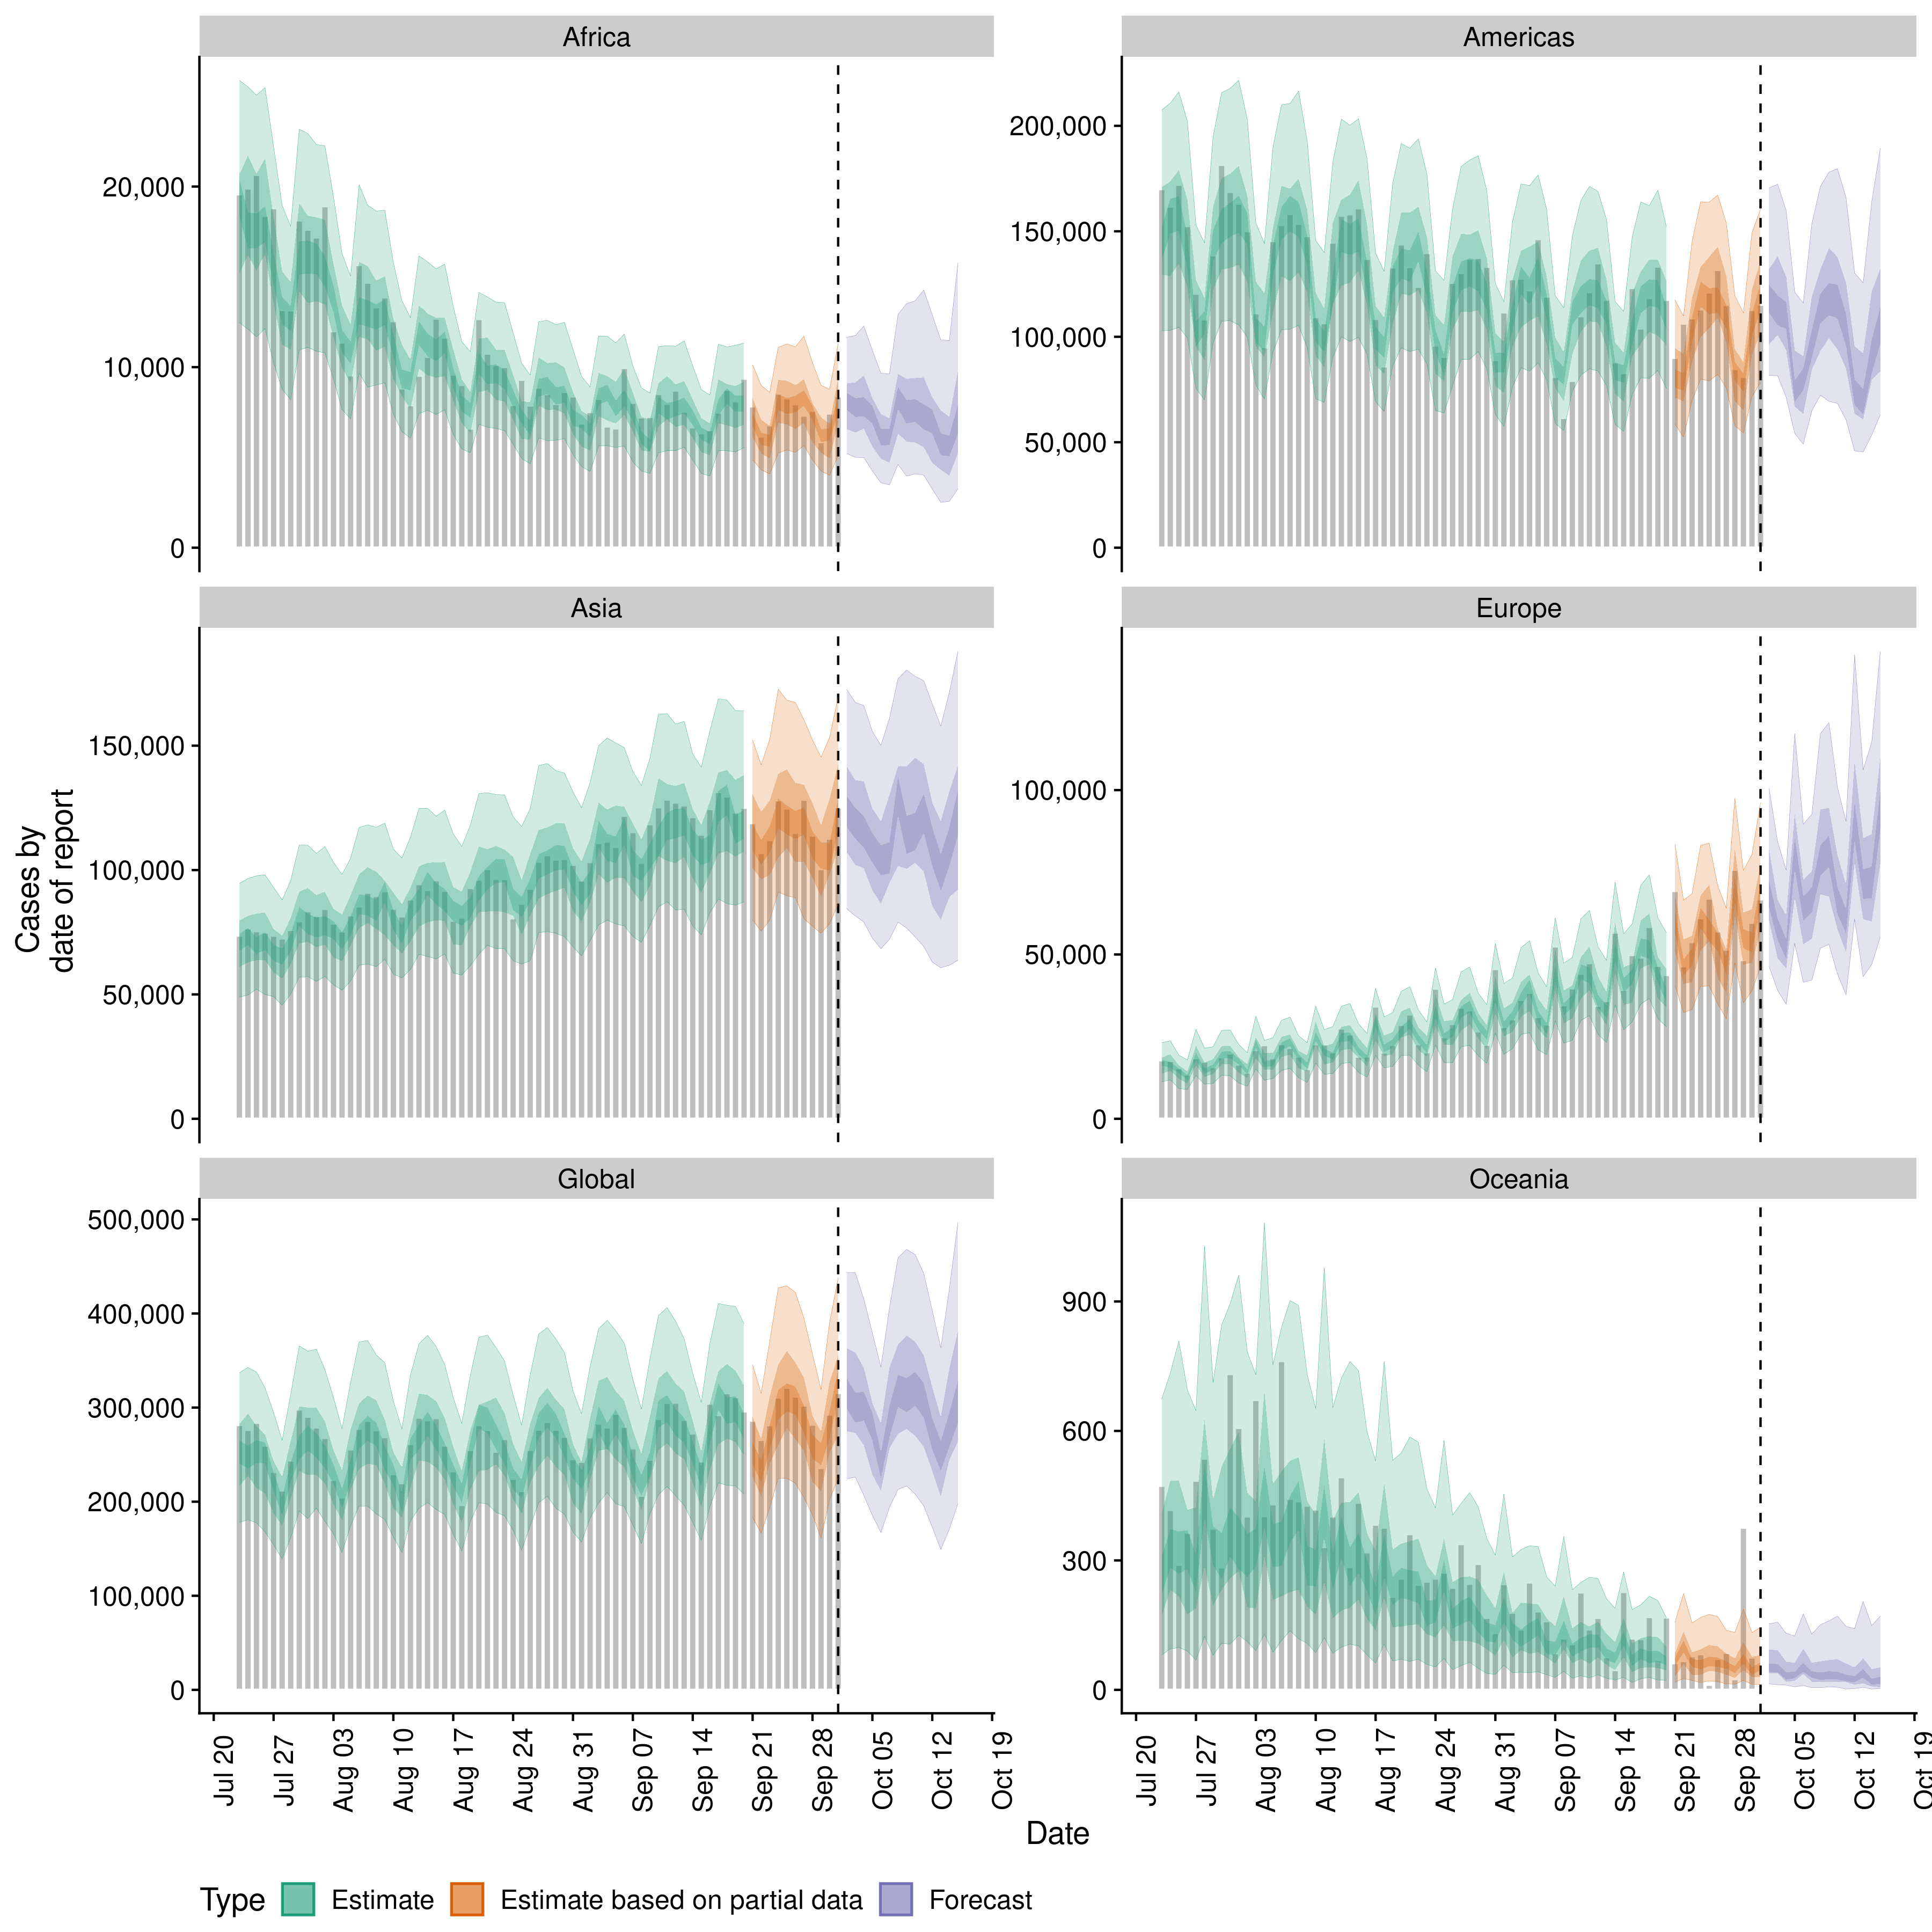 Africa
Americas
20,000
10,000
0
200,000
150,000
100,000
50,000
0
Asia
Europe
150,000
100,000
50,000
0
100,000
50,000
0
Global
Oceania
500,000
400,000
300,000
200,000
100,000
0
900
600
300
0
Cases by
date of report
Jul 20
Jul 27
Aug 03
Aug 10
Aug 17
Aug 24
Aug 31
Sep 07
Sep 14
Sep 21
Sep 28
Oct 05
Oct 12
Oct 19
Jul 20
Jul 27
Aug 03
Aug 10
Aug 17
Aug 24
Aug 31
Sep 07
Sep 14
Sep 21
Sep 28
Oct 05
Oct 12
Oct 19
Date
Type Estimate Estimate based on partial data Forecast